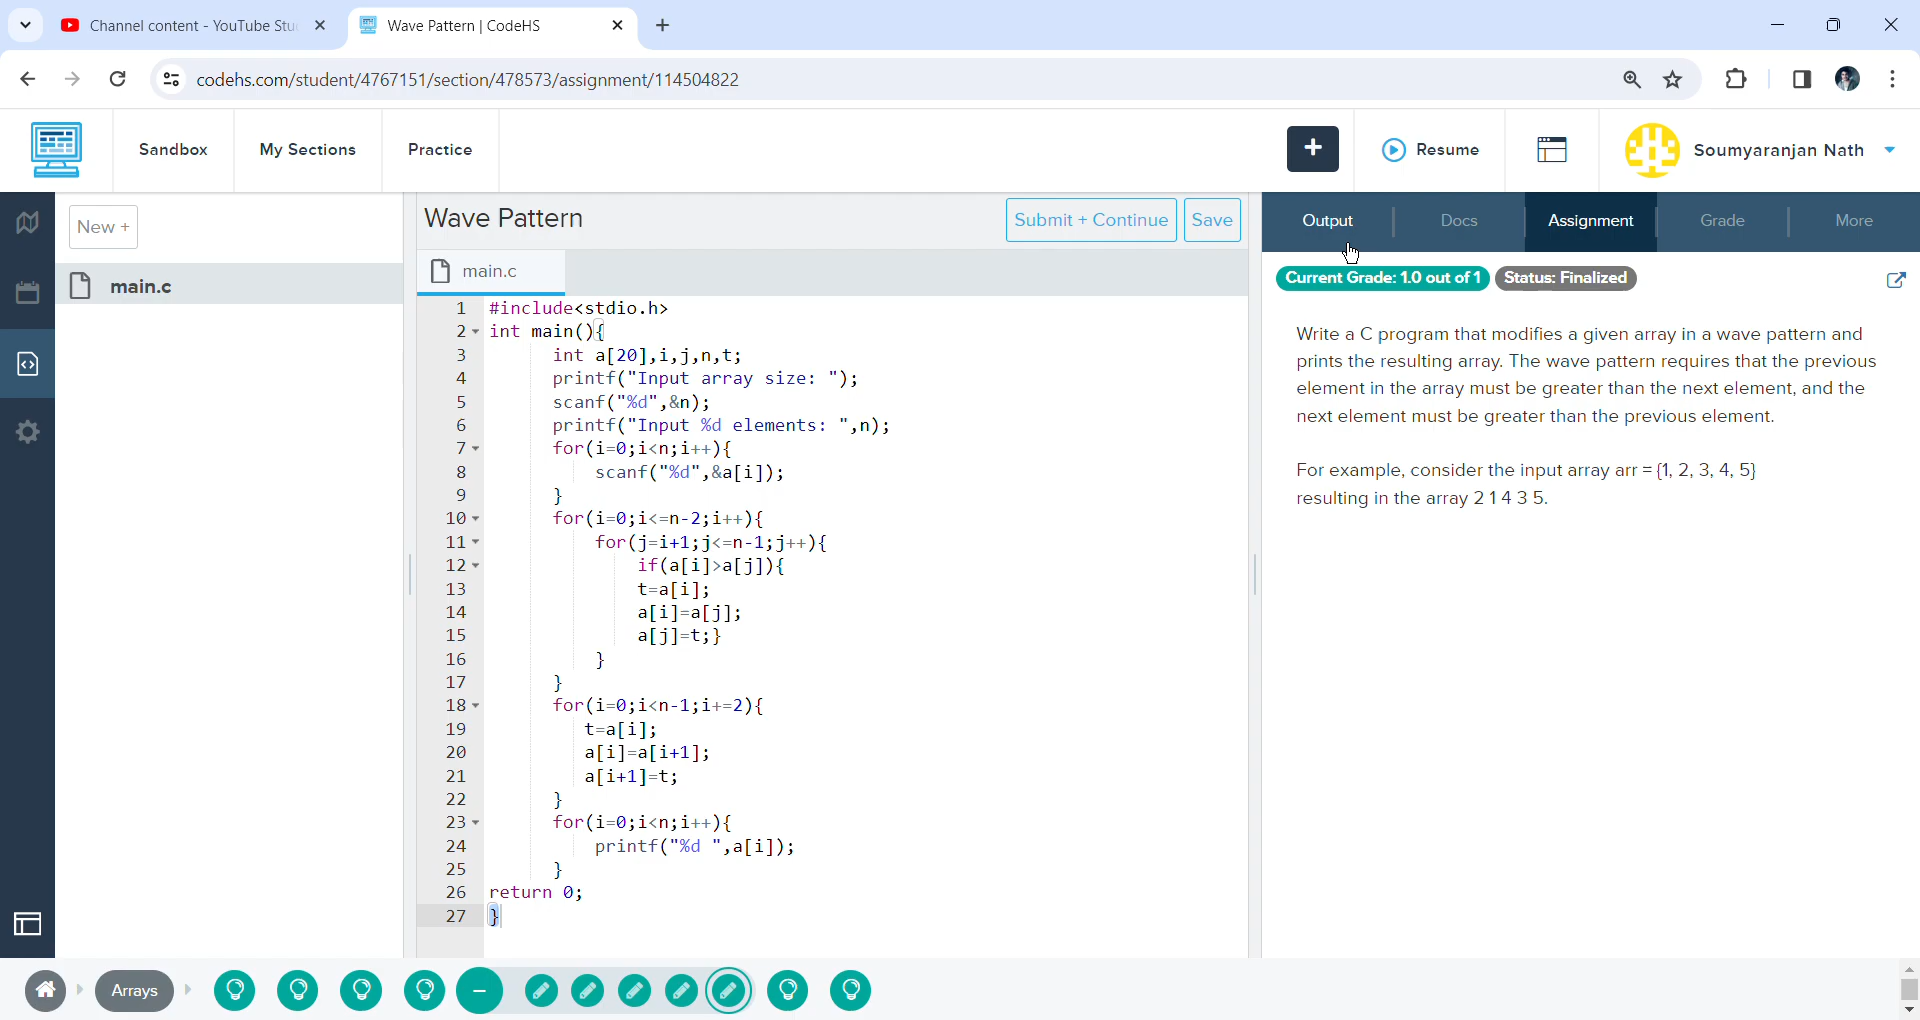 Channel content - YouTube Stu
Wave Pattern | CodeHS
codehs.com/student/4767151/section/478573/assignment/114504822
Sandbox
My Sections
Practice
+
Resume
Soumyaranjan Nath
New +
main.c
Wave Pattern
Submit + Continue
Save
main.c
1 #include<stdio.h>
2 int main(){
3 int a[20],i,j,n,t;
4 printf("Input array size: ");
5 scanf("%d",&n);
6 printf("Input %d elements: ",n);
7 for(i=0;i<n;i++){
8 scanf("%d",&a[i]);
9 }
10 for(i=0;i<=n-2;i++){
11 for(j=i+1;j<=n-1;j++){
12 if(a[i]>a[j]){
13 t=a[i];
14 a[i]=a[j];
15 a[j]=t;}
16 }
17 }
18 for(i=0;i<n-1;i+=2){
19 t=a[i];
20 a[i]=a[i+1];
21 a[i+1]=t;
22 }
23 for(i=0;i<n;i++){
24 printf("%d ",a[i]);
25 }
26 return 0;
27 }
Output
Docs
Assignment
Grade
More
Current Grade: 1.0 out of 1
Status: Finalized
Write a C program that modifies a given array in a wave pattern and
prints the resulting array. The wave pattern requires that the previous
element in the array must be greater than the next element, and the
next element must be greater than the previous element.
For example, consider the input array arr = {1, 2, 3, 4, 5}
resulting in the array 2 1 4 3 5.
Arrays